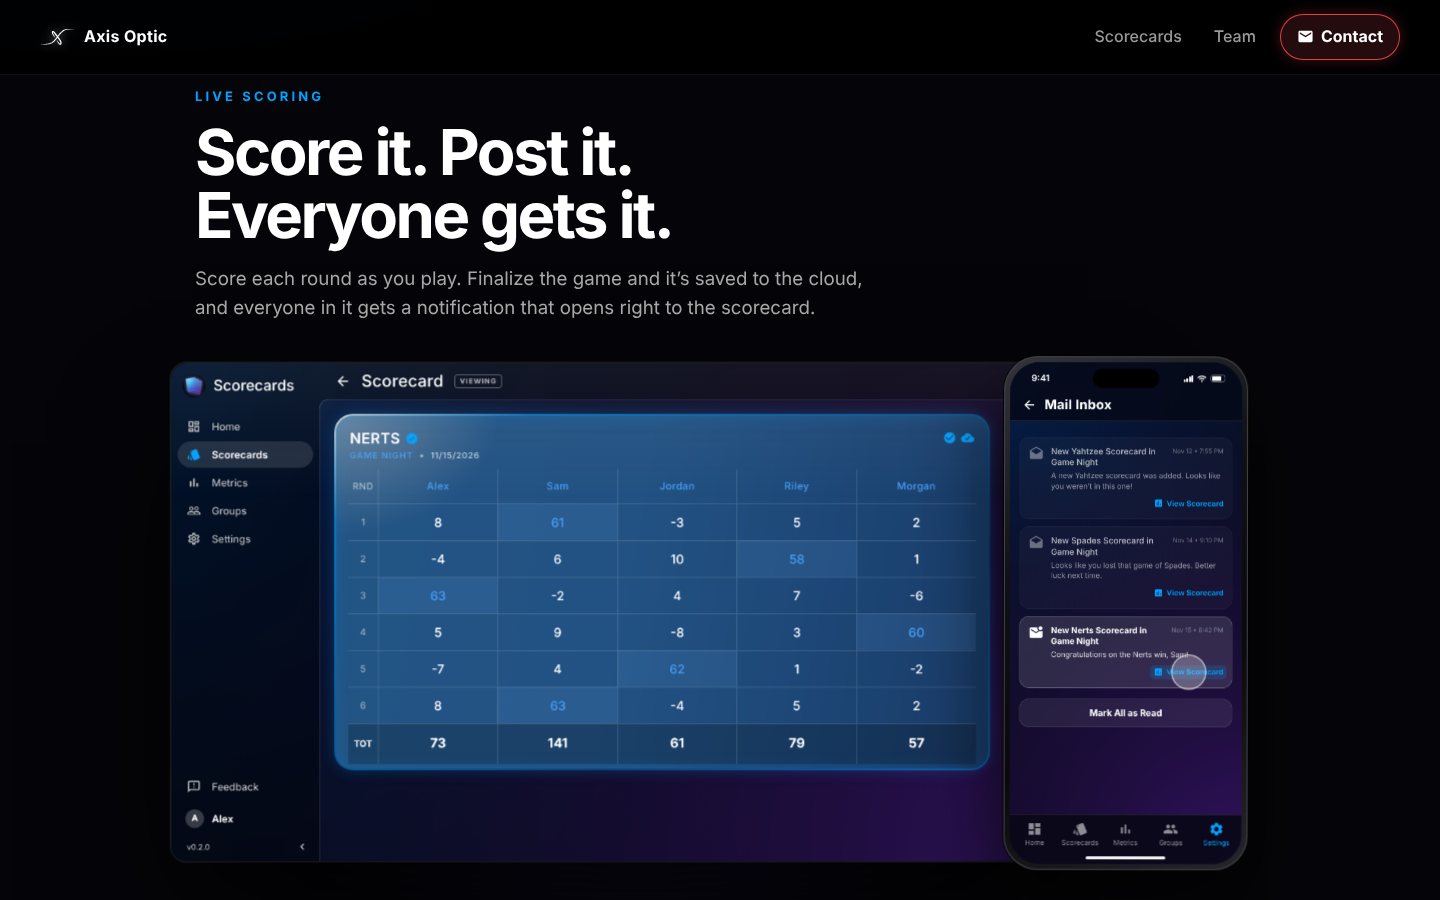 Axis Optic
Scorecards
Team
Contact
LIVE SCORING
Score it. Post it.
Everyone gets it.
Score each round as you play. Finalize the game and it's saved to the cloud,
and everyone in it gets a notification that opens right to the scorecard.
Scorecards
Home
Scorecards
Metrics
Groups
Settings
Feedback
A Alex
v0.2.0
Scorecard VIEWING
NERTS
GAME NIGHT • 11/15/2026
RND Alex Sam Jordan Riley Morgan
1 8 61 -3 5 2
2 -4 6 10 58 1
3 63 -2 4 7 -6
4 5 9 -8 3 60
5 -7 4 62 1 -2
6 8 63 -4 5 2
TOT 73 141 61 79 57
9:41
Mail Inbox
New Yahtzee Scorecard in Nov 12 • 7:55 PM
Game Night
A new Yahtzee scorecard was added. Looks like
you weren't in this one!
View Scorecard
New Spades Scorecard in Nov 14 • 9:10 PM
Game Night
Looks like you lost that game of Spades. Better
luck next time.
View Scorecard
New Nerts Scorecard in Nov 15 • 8:42 PM
Game Night
Congratulations on the Nerts win, Sam!
View Scorecard
Mark All as Read
Home Scorecards Metrics Groups Settings